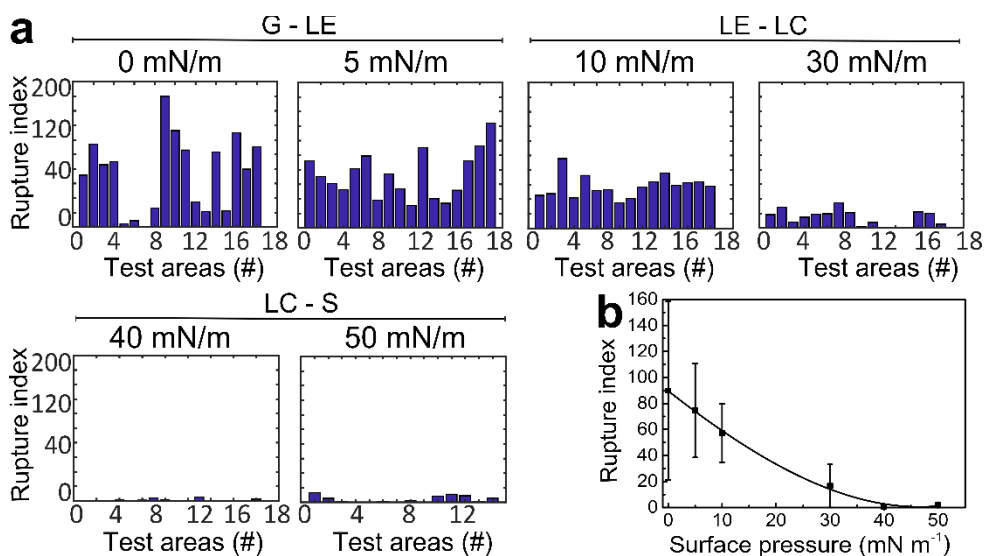 a
G - LE
LE - LC
0 mN/m
5 mN/m
10 mN/m
30 mN/m
Rupture index
200
120
40
0
0 4 8 12 16 18
0 4 8 12 16 18
0 4 8 12 16 18
0 4 8 12 16 18
Test areas (#)
Test areas (#)
Test areas (#)
Test areas (#)
LC - S
40 mN/m
50 mN/m
Rupture index
200
120
40
0
4 8 12 16 18
4 8 12
Test areas (#)
Test areas (#)
b
Rupture index
160
140
120
100
80
60
40
20
0
0 10 20 30 40 50
Surface pressure (mN m⁻¹)